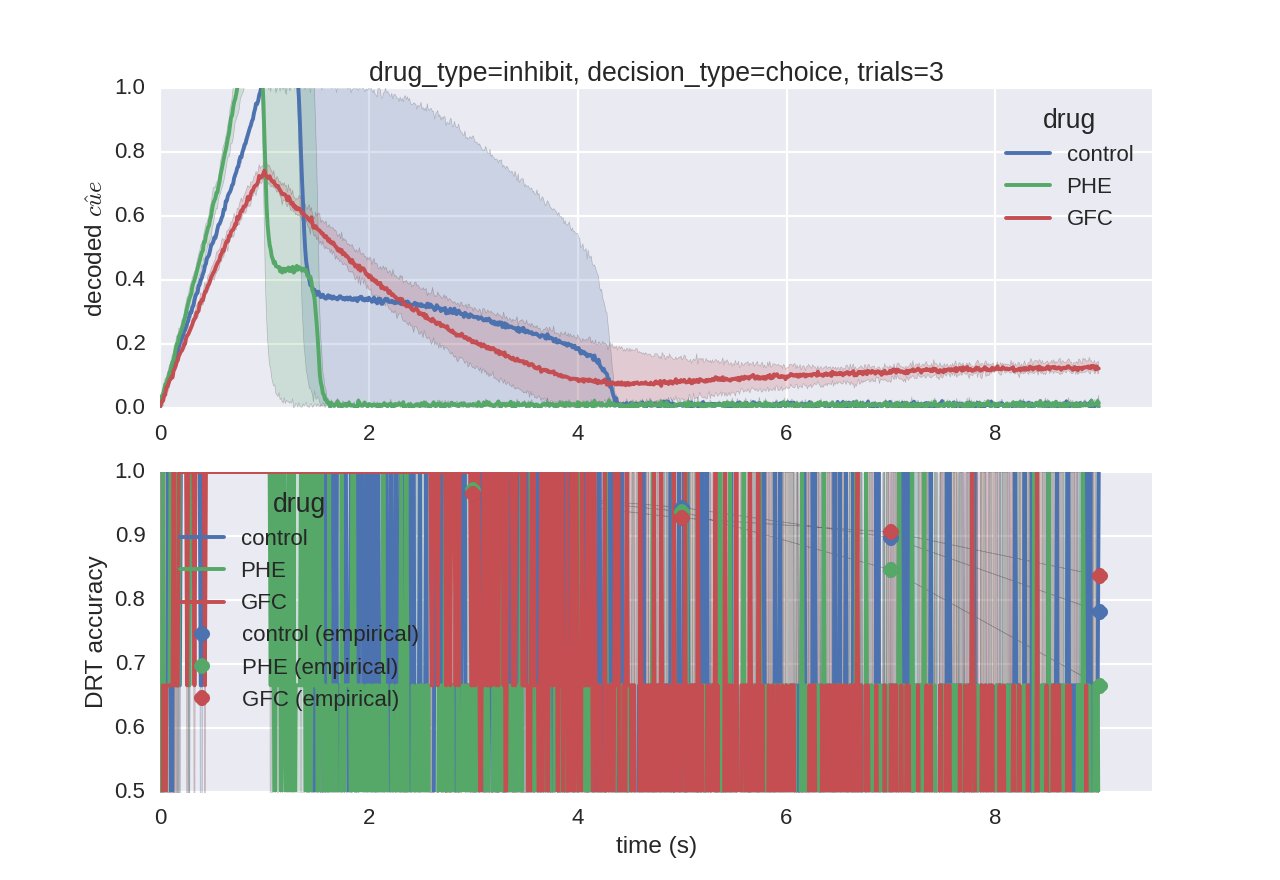 drug_type=inhibit, decision_type=choice, trials=3
1.0
0.8
0.6
0.4
0.2
0.0
decoded cûe
drug
control
PHE
GFC
0 2 4 6 8
1.0
0.9
0.8
0.7
0.6
0.5
DRT accuracy
drug
control
PHE
GFC
control (empirical)
PHE (empirical)
GFC (empirical)
0 2 4 6 8
time (s)